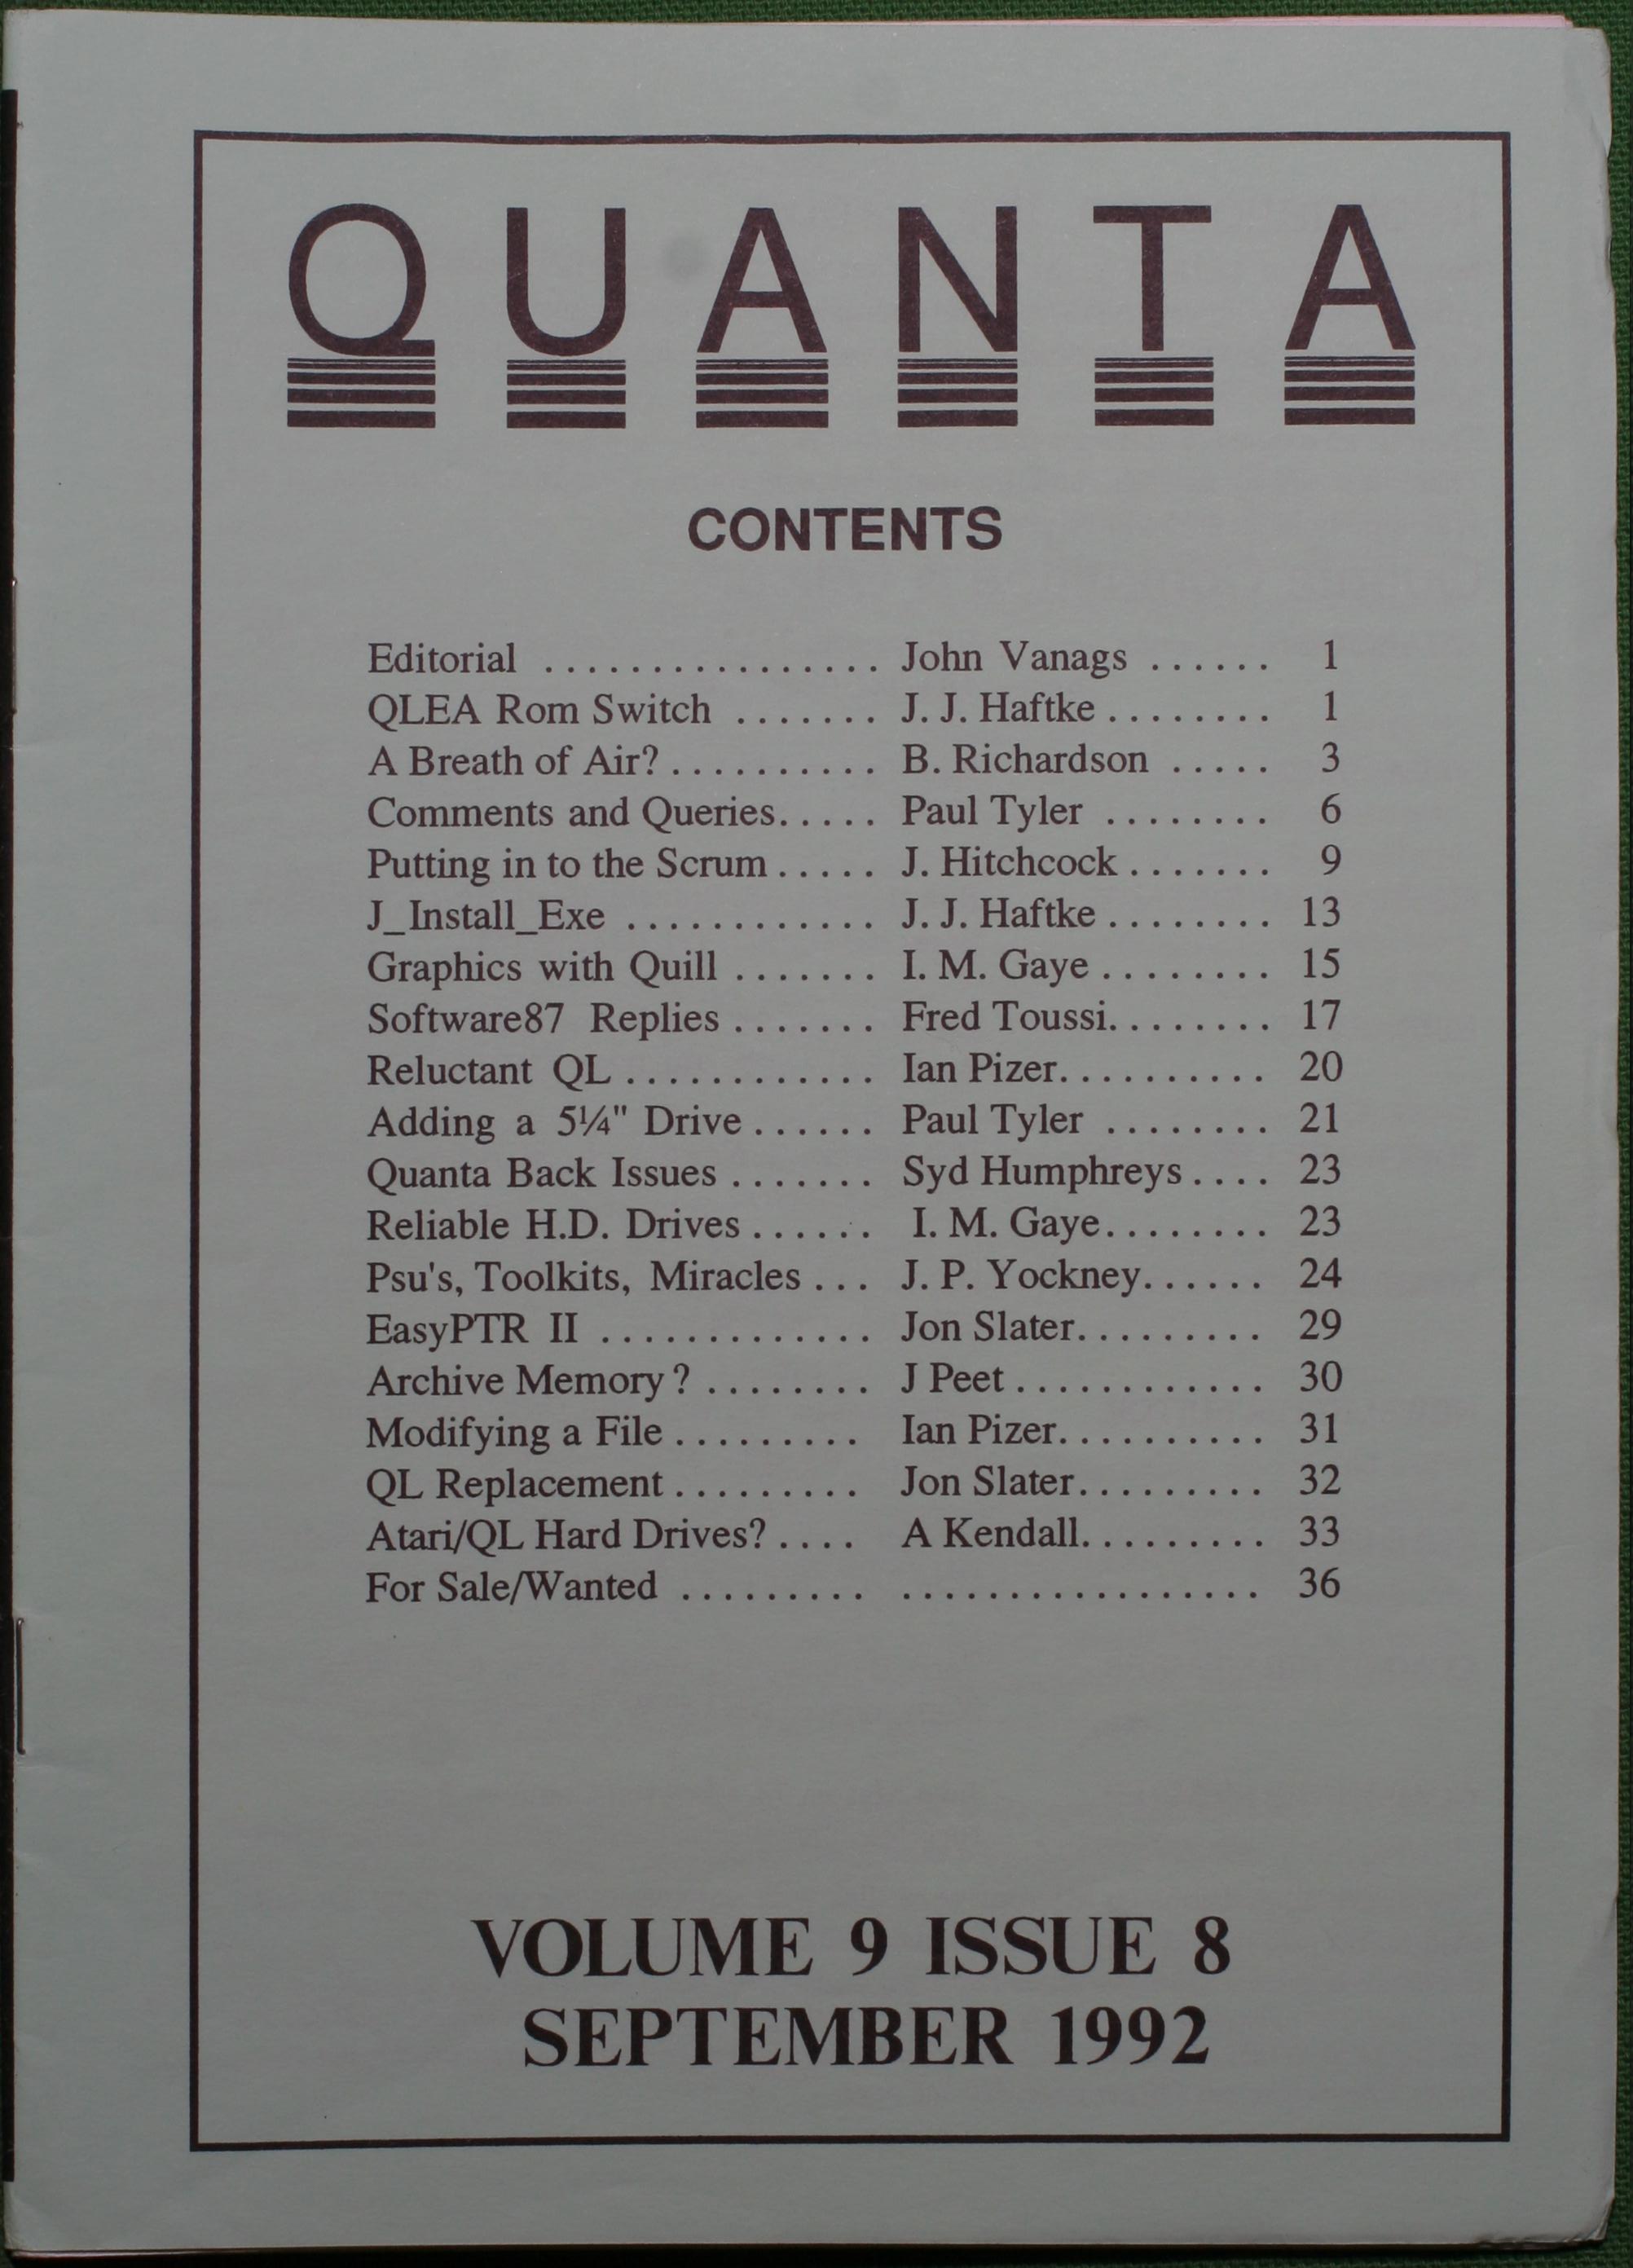 QUANTA
CONTENTS
Editorial ................ John Vanags ...... 1
QLEA Rom Switch ....... J. J. Haftke ........ 1
A Breath of Air? .......... B. Richardson ..... 3
Comments and Queries..... Paul Tyler ........ 6
Putting in to the Scrum ..... J. Hitchcock ....... 9
J_Install_Exe ............ J. J. Haftke ........ 13
Graphics with Quill ....... I. M. Gaye ........ 15
Software87 Replies ....... Fred Toussi........ 17
Reluctant QL ............ Ian Pizer.......... 20
Adding a 5¼" Drive ...... Paul Tyler ........ 21
Quanta Back Issues ....... Syd Humphreys .... 23
Reliable H.D. Drives ...... I. M. Gaye........ 23
Psu's, Toolkits, Miracles ... J. P. Yockney...... 24
EasyPTR II ............. Jon Slater......... 29
Archive Memory ? ........ J Peet ............ 30
Modifying a File ......... Ian Pizer.......... 31
QL Replacement ......... Jon Slater......... 32
Atari/QL Hard Drives? .... A Kendall......... 33
For Sale/Wanted ......... ................. 36
VOLUME 9 ISSUE 8
SEPTEMBER 1992